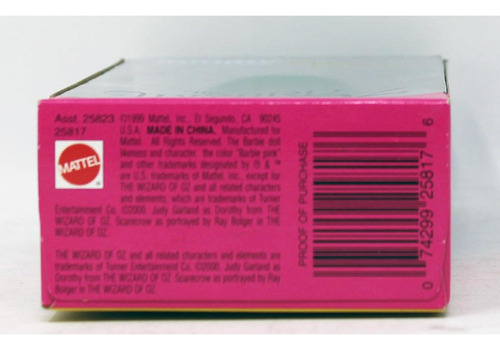 Asst. 25823 ©1999 Mattel, Inc., El Segundo, CA 90245
25817 U.S.A. MADE IN CHINA. Manufactured for
Mattel. All Rights Reserved. The Barbie doll
likeness and character, the color "Barbie pink"
and other trademarks designated by ® & ™
are U.S. trademarks of Mattel, Inc., except for
THE WIZARD OF OZ and all related characters
and elements, which are trademarks of Turner
Entertainment Co. ©2000. Judy Garland as Dorothy from THE
WIZARD OF OZ. Scarecrow as portrayed by Ray Bolger in THE WIZARD
OF OZ.
MATTEL
THE WIZARD OF OZ and all related characters and elements are
trademarks of Turner Entertainment Co. ©2000. Judy Garland as
Dorothy from THE WIZARD OF OZ. Scarecrow as portrayed by Ray
Bolger in THE WIZARD OF OZ.
PROOF OF PURCHASE
0 74299 25817 6